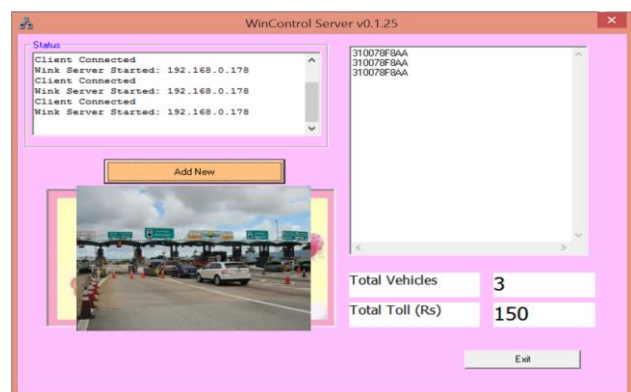 WinControl Server v0.1.25
Status
Client Connected
Wink Server Started: 192.168.0.178
Client Connected
Wink Server Started: 192.168.0.178
Client Connected
Wink Server Started: 192.168.0.178
310078F8AA
310078F8AA
310078F8AA
Add New
Total Vehicles
3
Total Toll (Rs)
150
Exit